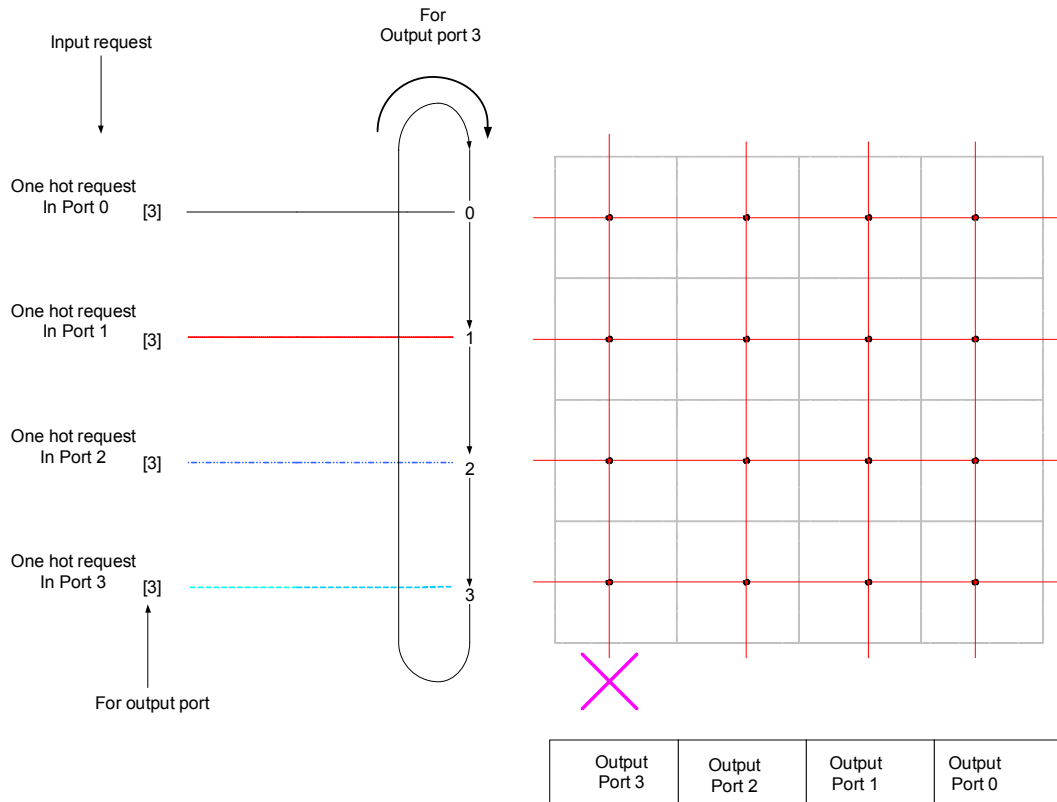 For
Output port 3
Input request
One hot request
In Port 0
[3]
0
One hot request
In Port 1
[3]
1
One hot request
In Port 2
[3]
2
One hot request
In Port 3
[3]
3
For output port
Output
Port 3
Output
Port 2
Output
Port 1
Output
Port 0